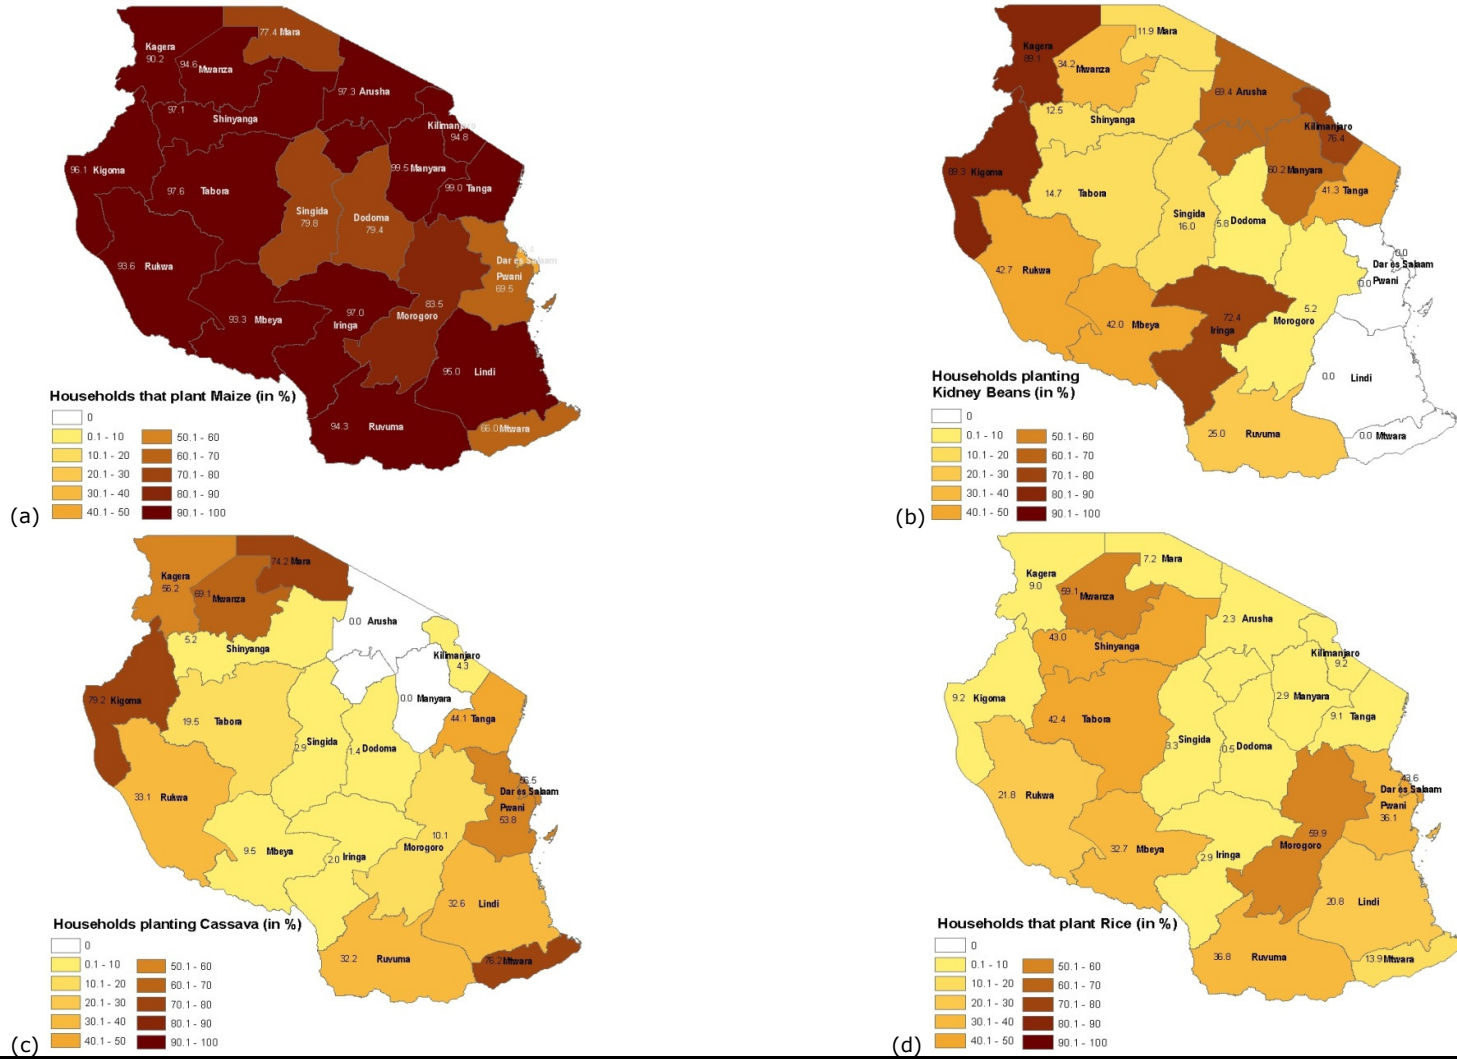 77.4 Mara
Kagera
90.2
94.6
Mwanza
97.3 Arusha
97.1
Shinyanga
Kilimanjaro
94.8
96.1 Kigoma
99.5 Manyara
97.6 Tabora
99.0 Tanga
Singida
79.8
Dodoma
79.4
93.6 Rukwa
Dar es Salaam
Pwani
69.5
93.3 Mbeya
97.0
Iringa
83.5
Morogoro
95.0 Lindi
94.3 Ruvuma
66.0 Mtwara
Households that plant Maize (in %)
0
0.1 - 10
50.1 - 60
10.1 - 20
60.1 - 70
20.1 - 30
70.1 - 80
30.1 - 40
80.1 - 90
40.1 - 50
90.1 - 100
(a)
11.9 Mara
Kagera
89.1
34.2
Mwanza
69.4 Arusha
12.5
Shinyanga
Kilimanjaro
76.4
89.3 Kigoma
60.2 Manyara
14.7 Tabora
41.3 Tanga
Singida
16.0
5.8 Dodoma
42.7 Rukwa
0.0
Dar es Salaam
0.0 Pwani
42.0 Mbeya
72.4
Iringa
5.2
Morogoro
0.0 Lindi
25.0 Ruvuma
0.0 Mtwara
Households planting
Kidney Beans (in %)
0
0.1 - 10
50.1 - 60
10.1 - 20
60.1 - 70
20.1 - 30
70.1 - 80
30.1 - 40
80.1 - 90
40.1 - 50
90.1 - 100
(b)
74.2 Mara
Kagera
56.2
69.1
Mwanza
0.0 Arusha
5.2
Shinyanga
Kilimanjaro
4.3
79.2 Kigoma
0.0 Manyara
19.5 Tabora
44.1 Tanga
2.9 Singida
1.4 Dodoma
33.1 Rukwa
56.5
Dar es Salaam
Pwani
53.8
9.5 Mbeya
2.0 Iringa
10.1
Morogoro
32.6 Lindi
32.2 Ruvuma
76.2 Mtwara
Households planting Cassava (in %)
0
0.1 - 10
50.1 - 60
10.1 - 20
60.1 - 70
20.1 - 30
70.1 - 80
30.1 - 40
80.1 - 90
40.1 - 50
90.1 - 100
(c)
7.2 Mara
Kagera
9.0
59.1
Mwanza
2.3 Arusha
43.0
Shinyanga
Kilimanjaro
9.2
9.2 Kigoma
2.9 Manyara
42.4 Tabora
9.1 Tanga
3.3 Singida
0.5 Dodoma
21.8 Rukwa
43.6
Dar es Salaam
Pwani
36.1
32.7 Mbeya
2.9 Iringa
59.9
Morogoro
20.8 Lindi
36.8 Ruvuma
13.9 Mtwara
Households that plant Rice (in %)
0
0.1 - 10
50.1 - 60
10.1 - 20
60.1 - 70
20.1 - 30
70.1 - 80
30.1 - 40
80.1 - 90
40.1 - 50
90.1 - 100
(d)